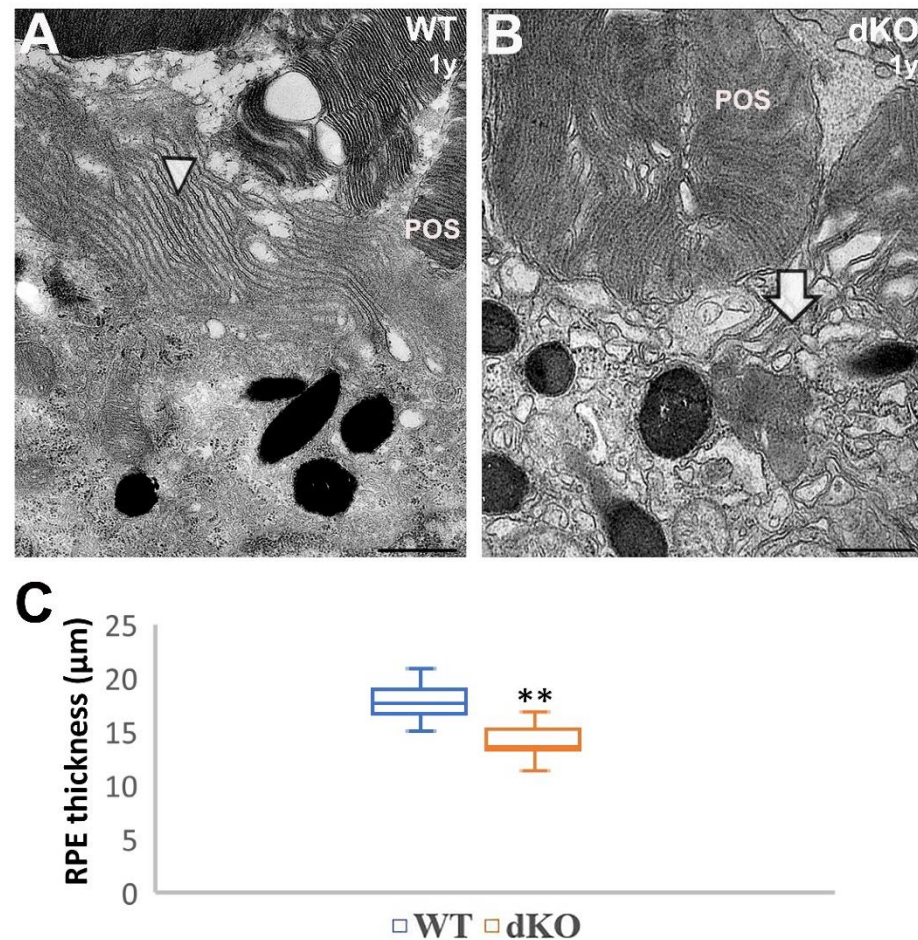 A
WT
1y
POS
B
dKO
1y
POS
C
RPE thickness (µm)
25
20
15
10
5
0
**
WT
dKO